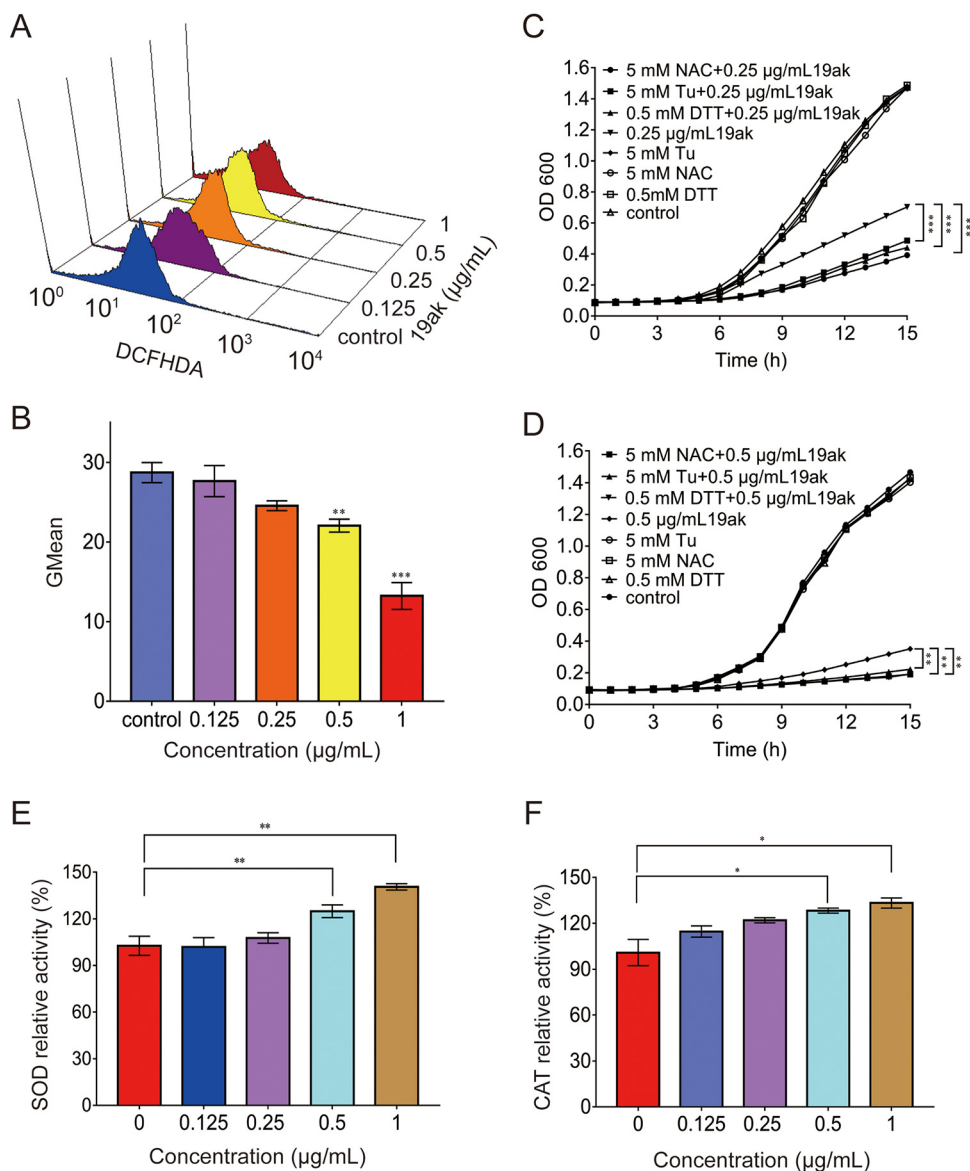 A
10⁰
10¹
10²
10³
10⁴
DCFHDA
control
0.125
0.25
0.5
1
19ak (µg/mL)
B
GMean
30
20
10
0
control
0.125
0.25
0.5
1
**
***
Concentration (µg/mL)
C
OD 600
1.6
1.4
1.2
1.0
0.8
0.6
0.4
0.2
0.0
5 mM NAC+0.25 µg/mL19ak
5 mM Tu+0.25 µg/mL19ak
0.5 mM DTT+0.25 µg/mL19ak
0.25 µg/mL19ak
5 mM Tu
5 mM NAC
0.5mM DTT
control
***
***
***
0
3
6
9
12
15
Time (h)
D
OD 600
1.6
1.4
1.2
1.0
0.8
0.6
0.4
0.2
0.0
5 mM NAC+0.5 µg/mL19ak
5 mM Tu+0.5 µg/mL19ak
0.5 mM DTT+0.5 µg/mL19ak
0.5 µg/mL19ak
5 mM Tu
5 mM NAC
0.5 mM DTT
control
**
**
**
0
3
6
9
12
15
Time (h)
E
SOD relative activity (%)
150
120
90
60
30
0
**
**
0
0.125
0.25
0.5
1
Concentration (µg/mL)
F
CAT relative activity (%)
150
120
90
60
30
0
*
*
0
0.125
0.25
0.5
1
Concentration (µg/mL)